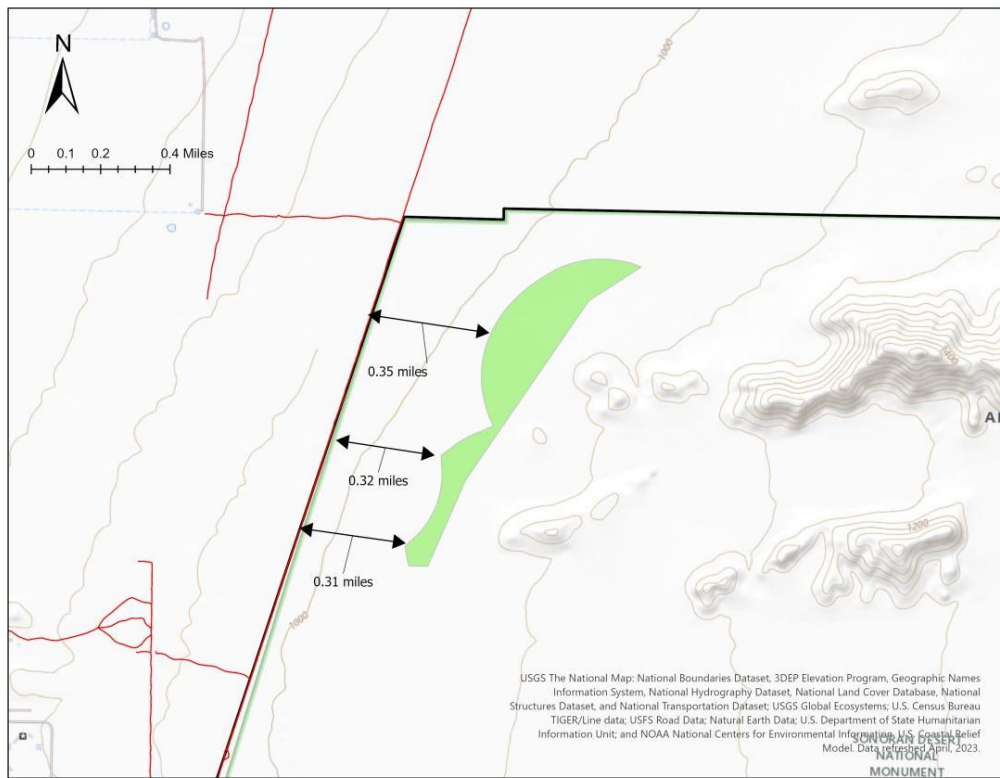 N
0 0.1 0.2 0.4 Miles
1000
0.35 miles
1400
0.32 miles
1200
0.31 miles
1000
USGS The National Map: National Boundaries Dataset, 3DEP Elevation Program, Geographic Names
Information System, National Hydrography Dataset, National Land Cover Database, National
Structures Dataset, and National Transportation Dataset; USGS Global Ecosystems; U.S. Census Bureau
TIGER/Line data; USFS Road Data; Natural Earth Data; U.S. Department of State Humanitarian
Information Unit; and NOAA National Centers for Environmental Information, U.S. Coastal Relief
Model. Data refreshed April, 2023.
SONORAN DESERT
NATIONAL
MONUMENT